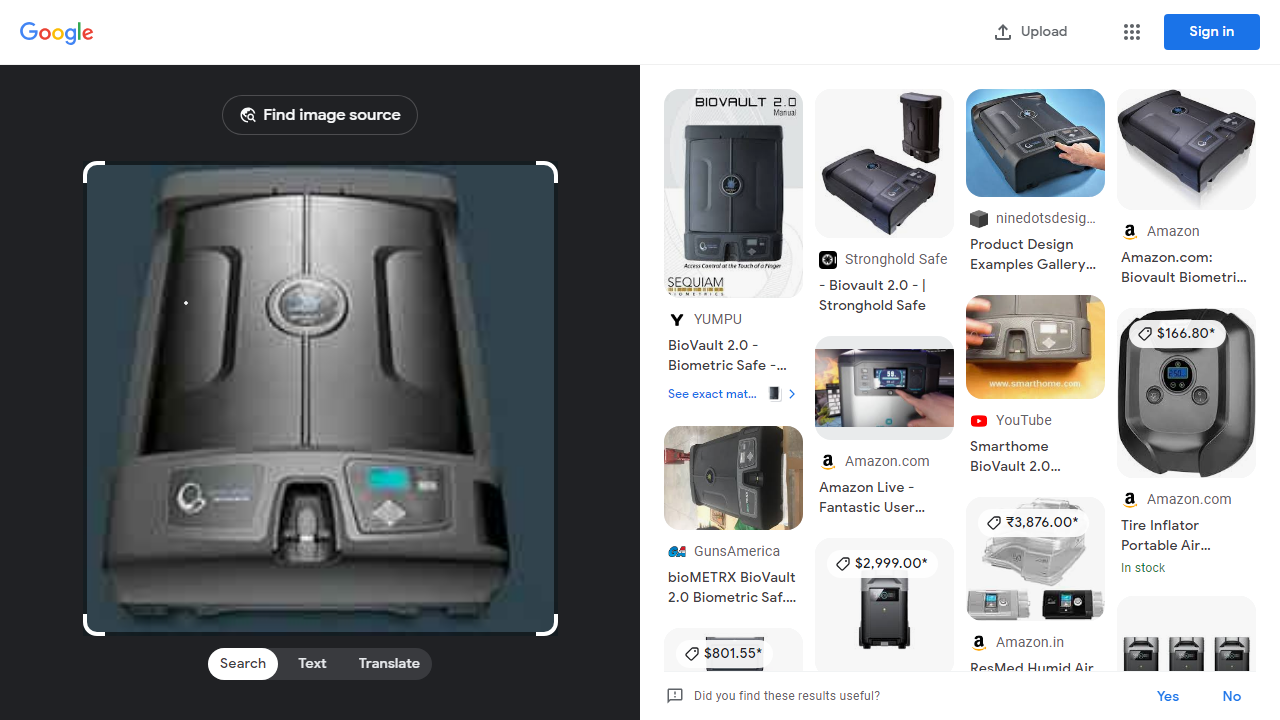 Google
Upload
Sign in
Find image source
Search
Text
Translate
BIOVAULT 2.0
Manual
Access Control at the Touch of a Finger
SEQUIAM
BIOMETRICS
YUMPU
BioVault 2.0 -
Biometric Safe -...
See exact mat...
GunsAmerica
bioMETRX BioVault
2.0 Biometric Saf...
$801.55*
Stronghold Safe
- Biovault 2.0 - |
Stronghold Safe
Amazon.com
Amazon Live -
Fantastic User...
$2,999.00*
ninedotsdesig...
Product Design
Examples Gallery...
www.smarthome.com
YouTube
Smarthome
BioVault 2.0...
₹3,876.00*
Amazon.in
ResMed Humid Air
Amazon
Amazon.com:
Biovault Biometri...
$166.80*
Amazon.com
Tire Inflator
Portable Air...
In stock
Did you find these results useful?
Yes
No